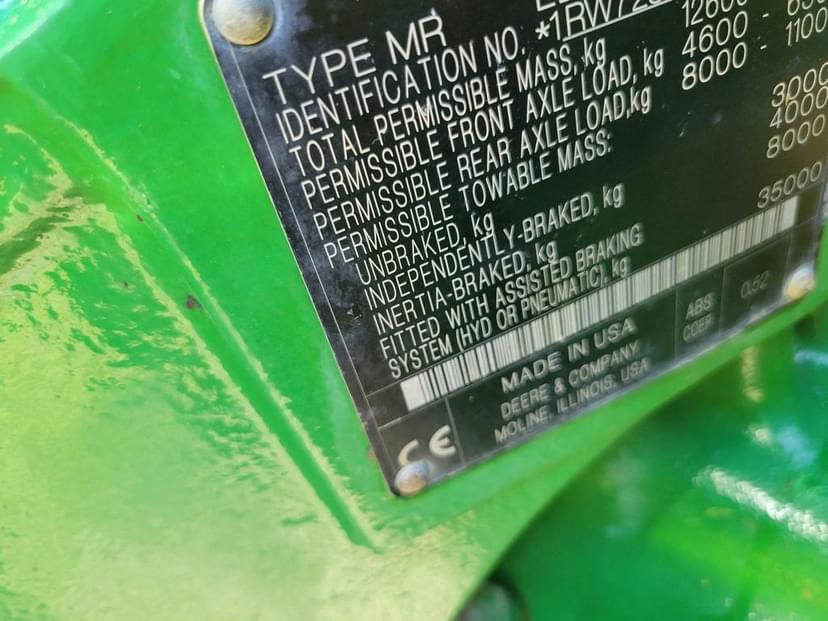 TYPE MR
IDENTIFICATION NO. *1RW72
TOTAL PERMISSIBLE MASS, kg 12600
PERMISSIBLE FRONT AXLE LOAD, kg 4600 - 
PERMISSIBLE REAR AXLE LOAD,kg 8000 - 1100
PERMISSIBLE TOWABLE MASS:
UNBRAKED, kg 3000
INDEPENDENTLY-BRAKED, kg 4000
INERTIA-BRAKED, kg 8000
FITTED WITH ASSISTED BRAKING
SYSTEM (HYD OR PNEUMATIC), kg 35000
MADE IN USA
DEERE & COMPANY
MOLINE, ILLINOIS, USA
ABS
COEF
0.52
CE